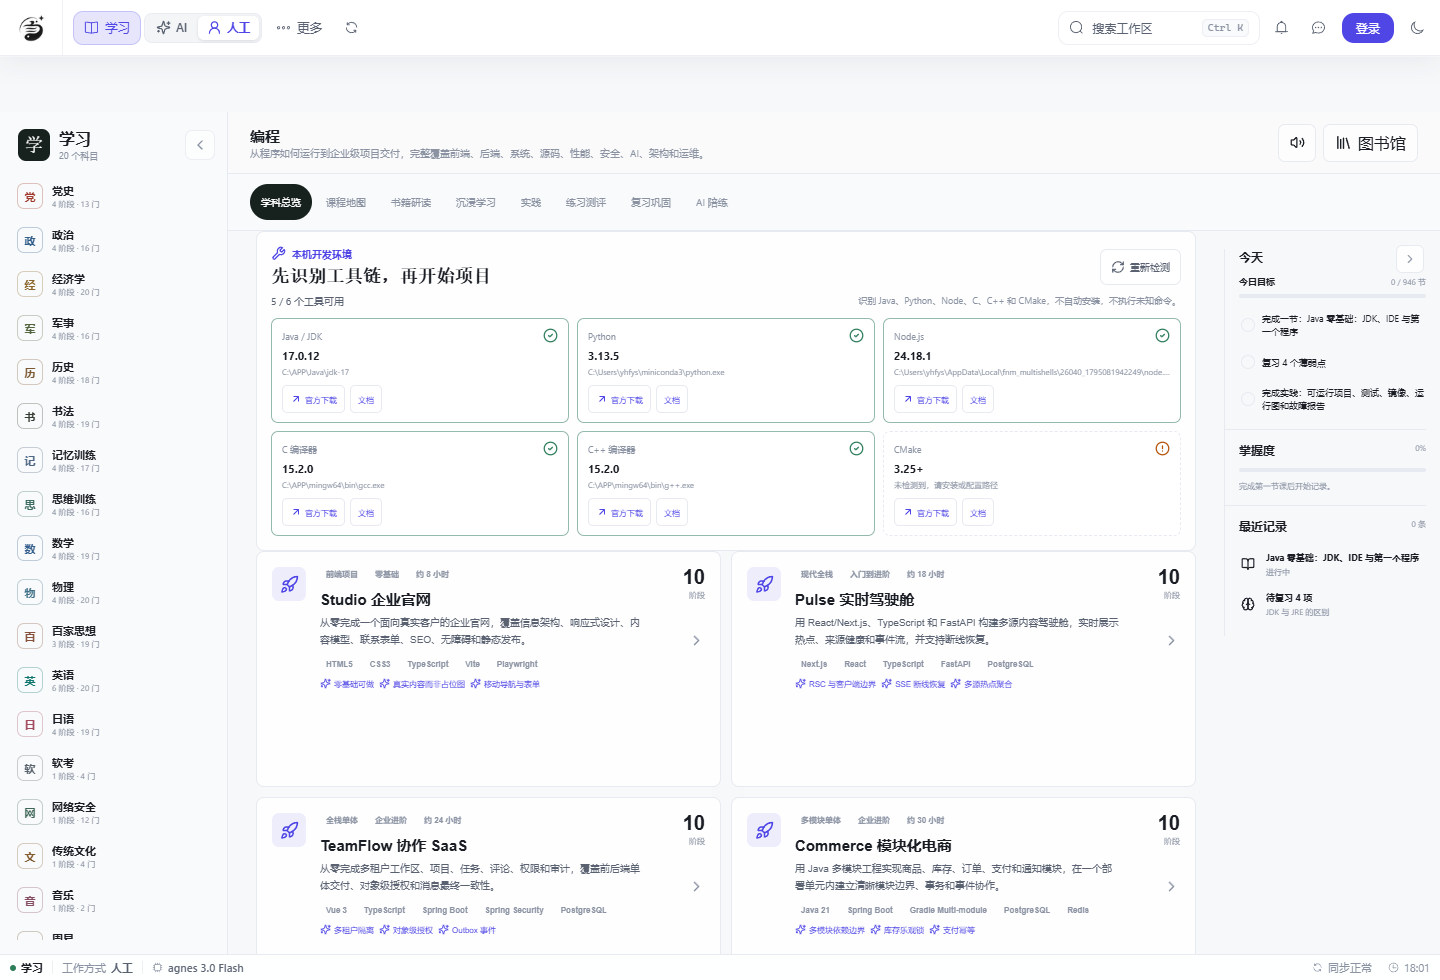 学习
AI
人工
更多
搜索工作区
Ctrl K
登录
学
学习
20 个科目
编程
从程序如何运行到企业级项目交付，完整覆盖前端、后端、系统、源码、性能、安全、AI、架构和运维。
图书馆
学科总览
课程地图
书籍研读
沉浸学习
实践
练习测评
复习巩固
AI 陪练
党
党史
4 阶段 · 13 门
政
政治
4 阶段 · 16 门
经
经济学
4 阶段 · 20 门
军
军事
4 阶段 · 16 门
历
历史
4 阶段 · 18 门
书
书法
4 阶段 · 19 门
记
记忆训练
4 阶段 · 17 门
思
思维训练
4 阶段 · 16 门
数
数学
4 阶段 · 19 门
物
物理
4 阶段 · 20 门
百
百家思想
3 阶段 · 19 门
英
英语
6 阶段 · 20 门
日
日语
4 阶段 · 19 门
软
软考
1 阶段 · 4 门
网
网络安全
1 阶段 · 12 门
文
传统文化
1 阶段 · 4 门
音
音乐
1 阶段 · 2 门
本机开发环境
先识别工具链，再开始项目
重新检测
5 / 6 个工具可用
识别 Java、Python、Node、C、C++ 和 CMake，不自动安装，不执行未知命令。
Java / JDK
17.0.12
C:\APP\Java\jdk-17
官方下载
文档
Python
3.13.5
C:\Users\yhfys\miniconda3\python.exe
官方下载
文档
Node.js
24.18.1
C:\Users\yhfys\AppData\Local\fnm_multishells\26040_1795081942249\node...
官方下载
文档
C 编译器
15.2.0
C:\APP\mingw64\bin\gcc.exe
官方下载
文档
C++ 编译器
15.2.0
C:\APP\mingw64\bin\g++.exe
官方下载
文档
CMake
3.25+
未检测到，请安装或配置路径
官方下载
文档
前端项目
零基础
约 8 小时
10
阶段
Studio 企业官网
从零完成一个面向真实客户的企业官网，覆盖信息架构、响应式设计、内
容模型、联系表单、SEO、无障碍和静态发布。
HTML5
CSS3
TypeScript
Vite
Playwright
零基础可做
真实内容而非占位图
移动导航与表单
现代全栈
入门到进阶
约 18 小时
10
阶段
Pulse 实时驾驶舱
用 React/Next.js、TypeScript 和 FastAPI 构建多源内容驾驶舱，实时展示
热点、来源健康和事件流，并支持断线恢复。
Next.js
React
TypeScript
FastAPI
PostgreSQL
RSC 与客户端边界
SSE 断线恢复
多源热点聚合
全栈单体
企业进阶
约 24 小时
10
阶段
TeamFlow 协作 SaaS
从零完成多租户工作区、项目、任务、评论、权限和审计，覆盖前后端单
体交付、对象级授权和消息最终一致性。
Vue 3
TypeScript
Spring Boot
Spring Security
PostgreSQL
多租户隔离
对象级授权
Outbox 事件
多模块单体
企业进阶
约 30 小时
10
阶段
Commerce 模块化电商
用 Java 多模块工程实现商品、库存、订单、支付和通知模块，在一个部
署单元内建立清晰模块边界、事务和事件协作。
Java 21
Spring Boot
Gradle Multi-module
PostgreSQL
Redis
多模块依赖边界
库存乐观锁
支付幂等
今天
今日目标
0 / 946 节
完成一节：Java 零基础：JDK、IDE 与第
一个程序
复习 4 个薄弱点
完成实践：可运行项目、测试、镜像、运
行图和故障报告
掌握度
0%
完成第一节课后开始记录。
最近记录
0 条
Java 零基础：JDK、IDE 与第一个程序
进行中
待复习 4 项
JDK 与 JRE 的区别
学习
工作方式 人工
agnes 3.0 Flash
同步正常
18:01